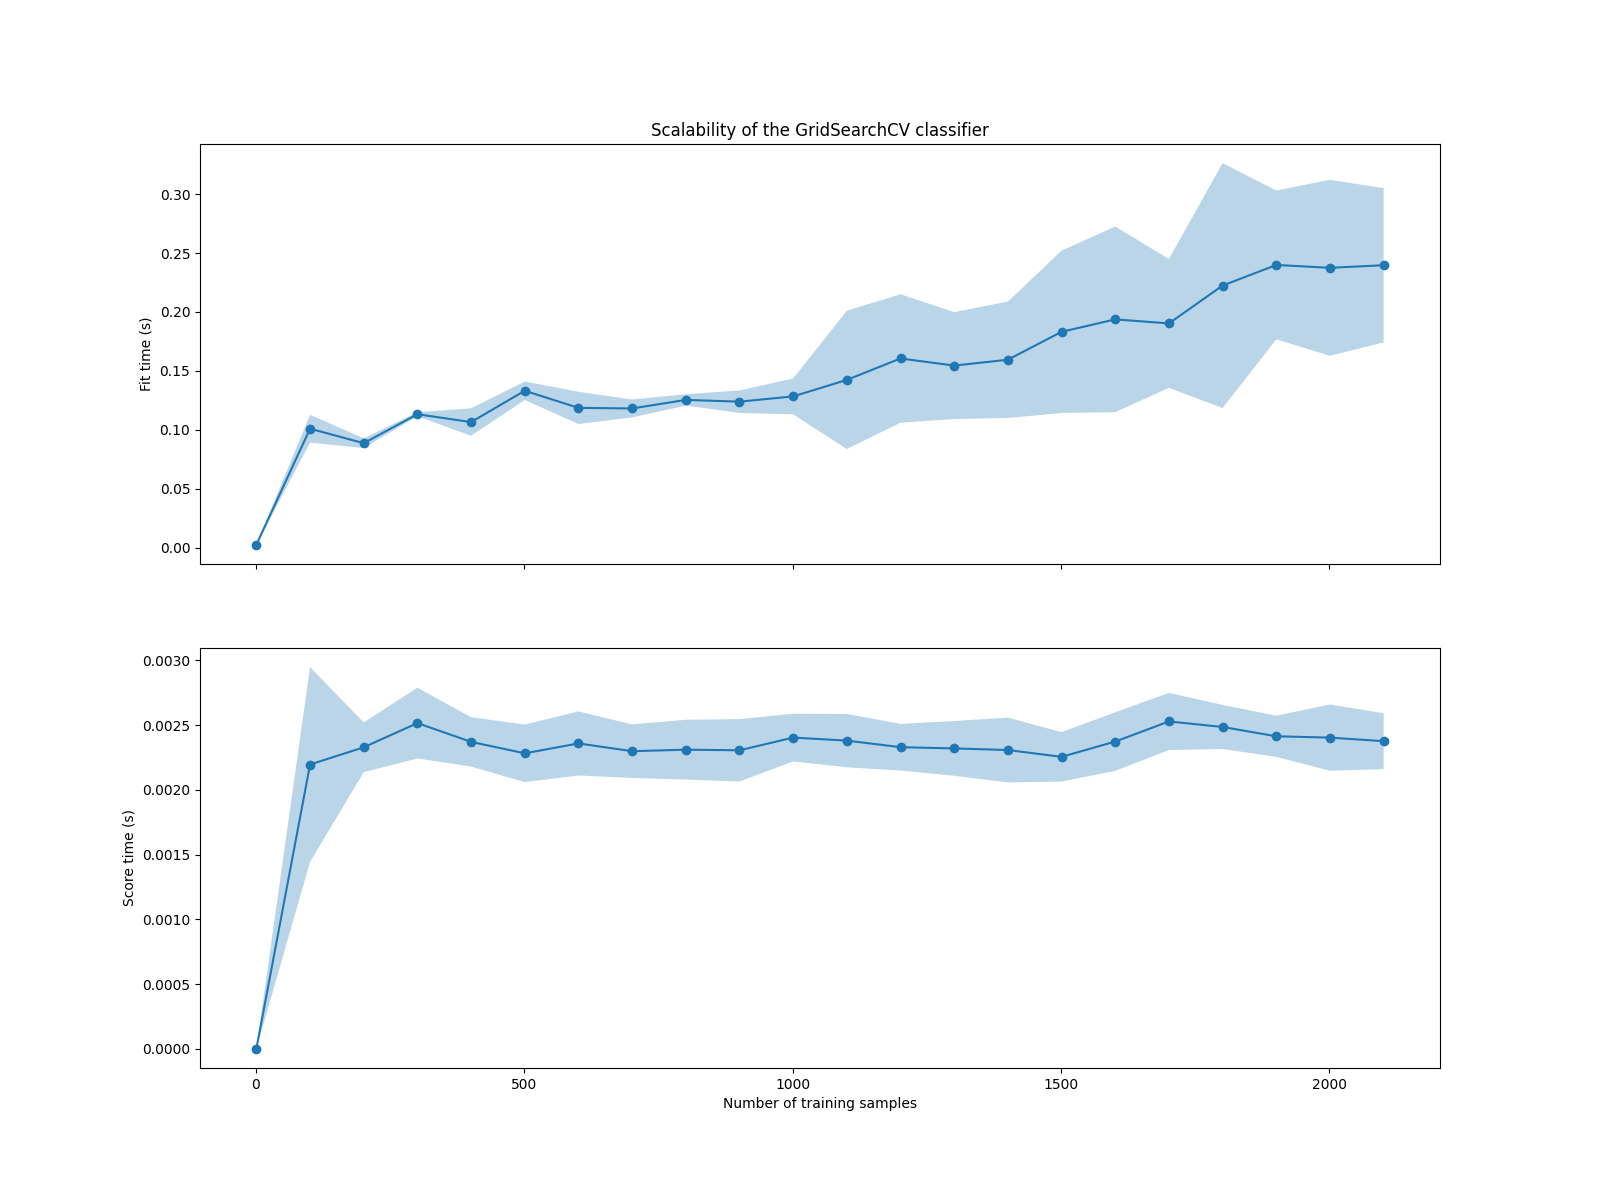 Scalability of the GridSearchCV classifier
0.30
0.25
0.20
0.15
0.10
0.05
0.00
Fit time (s)
0.0030
0.0025
0.0020
0.0015
0.0010
0.0005
0.0000
Score time (s)
0 500 1000 1500 2000
Number of training samples